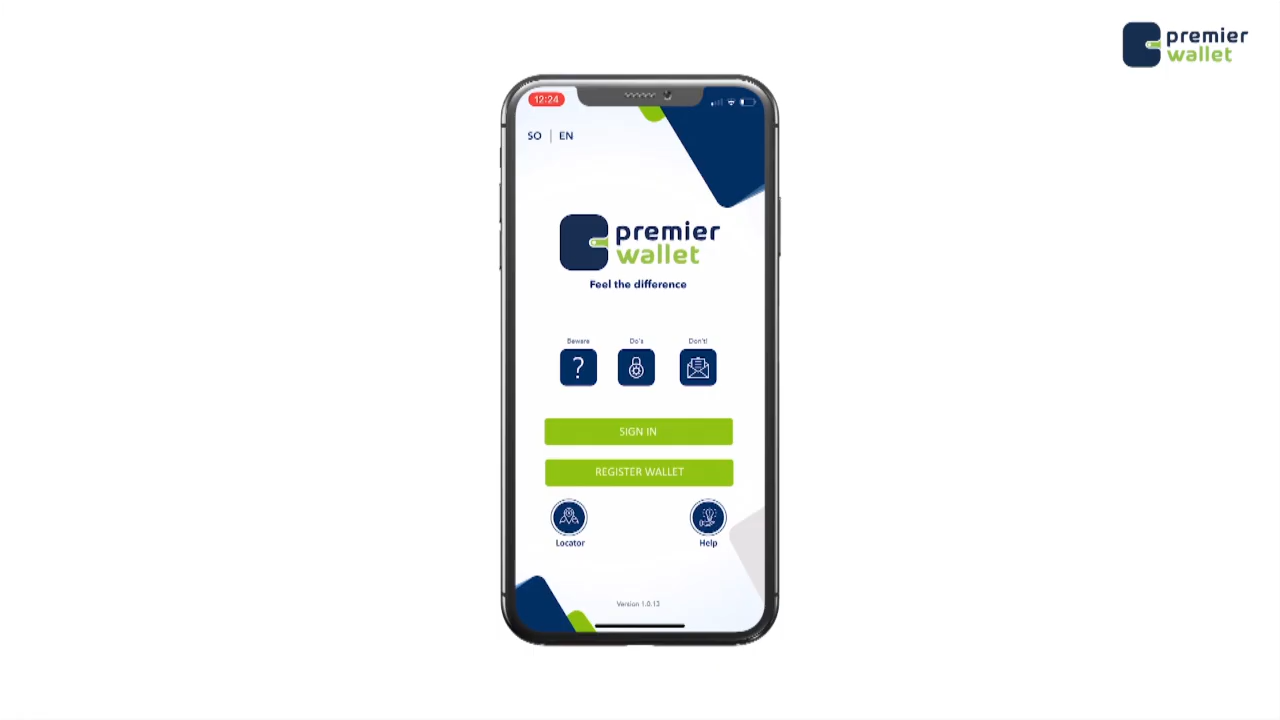 premier
wallet
12:24
SO | EN
premier
wallet
Feel the difference
Beware
Do's
Don't!
?
SIGN IN
REGISTER WALLET
Locator
Help
Version 1.0.13